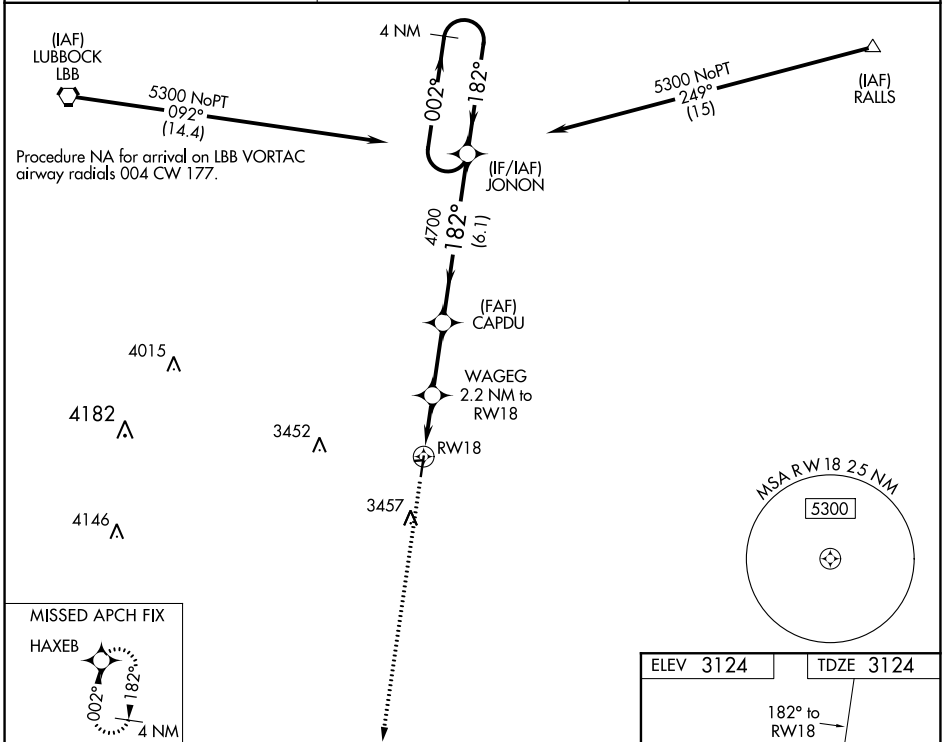 (IAF)
LUBBOCK
LBB
5300 NoPT
092°
(14.4)
Procedure NA for arrival on LBB VORTAC
airway radials 004 CW 177.
4 NM
002°
182°
5300 NoPT
249°
(15)
(IAF)
RALLS
(IF/IAF)
JONON
4700
182°
(6.1)
(FAF)
CAPDU
WAGEG
2.2 NM to
RW18
RW18
4015
4182
3452
4146
3457
MSA RW 18 25 NM
5300
MISSED APCH FIX
HAXEB
002°
182°
4 NM
ELEV 3124
TDZE 3124
182° to
RW18